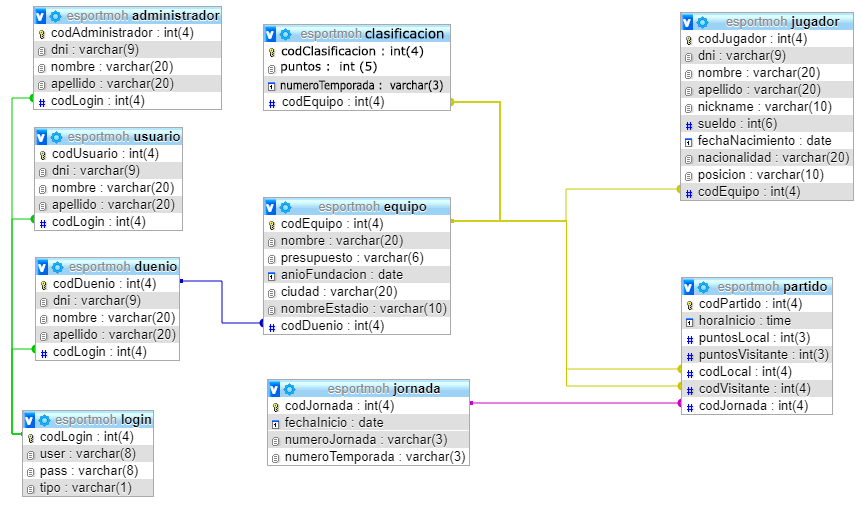 esportmoh administrador
codAdministrador : int(4)
dni : varchar(9)
nombre : varchar(20)
apellido : varchar(20)
codLogin : int(4)
esportmoh usuario
codUsuario : int(4)
dni : varchar(9)
nombre : varchar(20)
apellido : varchar(20)
codLogin : int(4)
esportmoh duenio
codDuenio : int(4)
dni : varchar(9)
nombre : varchar(20)
apellido : varchar(20)
codLogin : int(4)
esportmoh login
codLogin : int(4)
user : varchar(8)
pass : varchar(8)
tipo : varchar(1)
esportmoh clasificacion
codClasificacion : int(4)
puntos : int (5)
numeroTemporada : varchar(3)
codEquipo : int(4)
esportmoh equipo
codEquipo : int(4)
nombre : varchar(20)
presupuesto : varchar(6)
anioFundacion : date
ciudad : varchar(20)
nombreEstadio : varchar(10)
codDuenio : int(4)
esportmoh jornada
codJornada : int(4)
fechaInicio : date
numeroJornada : varchar(3)
numeroTemporada : varchar(3)
esportmoh jugador
codJugador : int(4)
dni : varchar(9)
nombre : varchar(20)
apellido : varchar(20)
nickname : varchar(10)
sueldo : int(6)
fechaNacimiento : date
nacionalidad : varchar(20)
posicion : varchar(10)
codEquipo : int(4)
esportmoh partido
codPartido : int(4)
horaInicio : time
puntosLocal : int(3)
puntosVisitante : int(3)
codLocal : int(4)
codVisitante : int(4)
codJornada : int(4)